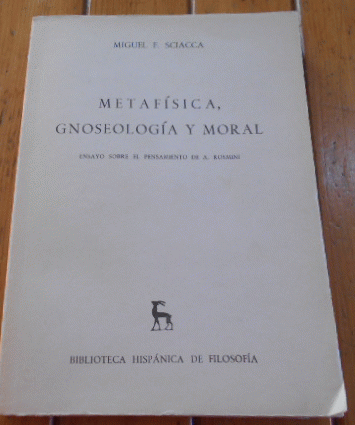 MIGUEL F. SCIACCA
METAFÍSICA,
GNOSEOLOGÍA Y MORAL
ENSAYO SOBRE EL PENSAMIENTO DE A. ROSMINI
BIBLIOTECA HISPÁNICA DE FILOSOFÍA